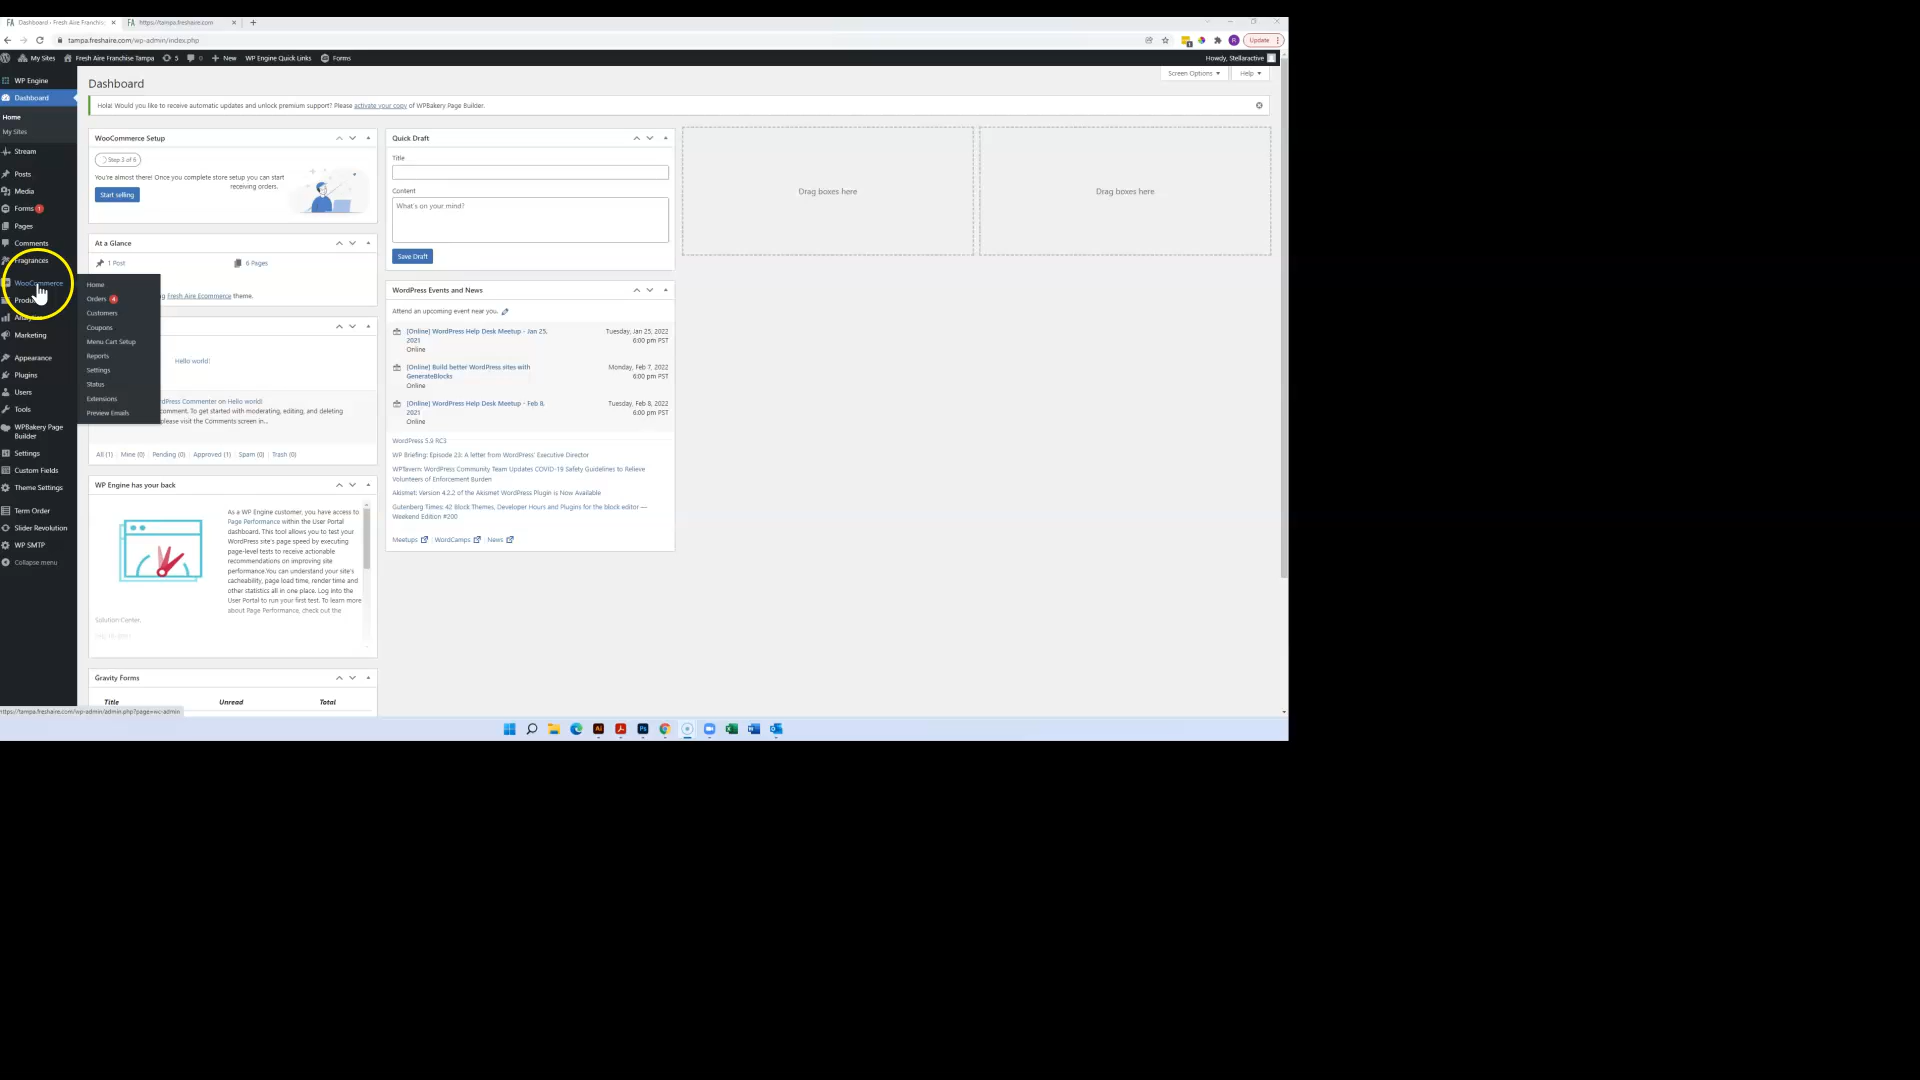 Dashboard ‹ Fresh Aire Franchise
https://tampa.freshaire.com
tampa.freshaire.com/wp-admin/index.php
Update
My Sites
Fresh Aire Franchise Tampa
5
0
New
WP Engine Quick Links
Forms
Howdy, Stellaractive
WP Engine
Dashboard
Home
My Sites
Stream
Posts
Media
Forms 1
Pages
Comments
Fragrances
WooCommerce
Marketing
Appearance
Plugins
Users
Tools
WPBakery Page
Builder
Settings
Custom Fields
Theme Settings
Term Order
Slider Revolution
WP SMTP
Collapse menu
Home
Orders 4
Customers
Coupons
Menu Cart Setup
Reports
Settings
Status
Extensions
Preview Emails
Dashboard
Screen Options
Help
Hola! Would you like to receive automatic updates and unlock premium support? Please activate your copy of WPBakery Page Builder.
WooCommerce Setup
Step 3 of 6
You're almost there! Once you complete store setup you can start
receiving orders.
Start selling
At a Glance
1 Post
6 Pages
Fresh Aire Ecommerce theme.
Hello world!
Commenter on Hello world!
comment. To get started with moderating, editing, and deleting
please visit the Comments screen in...
All (1) | Mine (0) | Pending (0) | Approved (1) | Spam (0) | Trash (0)
WP Engine has your back
As a WP Engine customer, you have access to
Page Performance within the User Portal
dashboard. This tool allows you to test your
WordPress site's page speed by executing
page-level tests to receive actionable
recommendations on improving site
performance.You can understand your site's
cacheability, page load time, render time and
other statistics all in one place. Log into the
User Portal to run your first test. To learn more
about Page Performance, check out the
Solution Center.
Gravity Forms
Title
Unread
Total
Quick Draft
Title
Content
What's on your mind?
Save Draft
WordPress Events and News
Attend an upcoming event near you.
[Online] WordPress Help Desk Meetup - Jan 25,
2021
Online
Tuesday, Jan 25, 2022
6:00 pm PST
[Online] Build better WordPress sites with
GenerateBlocks
Online
Monday, Feb 7, 2022
6:00 pm PST
[Online] WordPress Help Desk Meetup - Feb 8,
2021
Online
Tuesday, Feb 8, 2022
6:00 pm PST
WordPress 5.9 RC3
WP Briefing: Episode 23: A letter from WordPress' Executive Director
WPTavern: WordPress Community Team Updates COVID-19 Safety Guidelines to Relieve
Volunteers of Enforcement Burden
Akismet: Version 4.2.2 of the Akismet WordPress Plugin is Now Available
Gutenberg Times: 42 Block Themes, Developer Hours and Plugins for the block editor —
Weekend Edition #200
Meetups
WordCamps
News
Drag boxes here
Drag boxes here
https://tampa.freshaire.com/wp-admin/admin.php?page=wc-admin